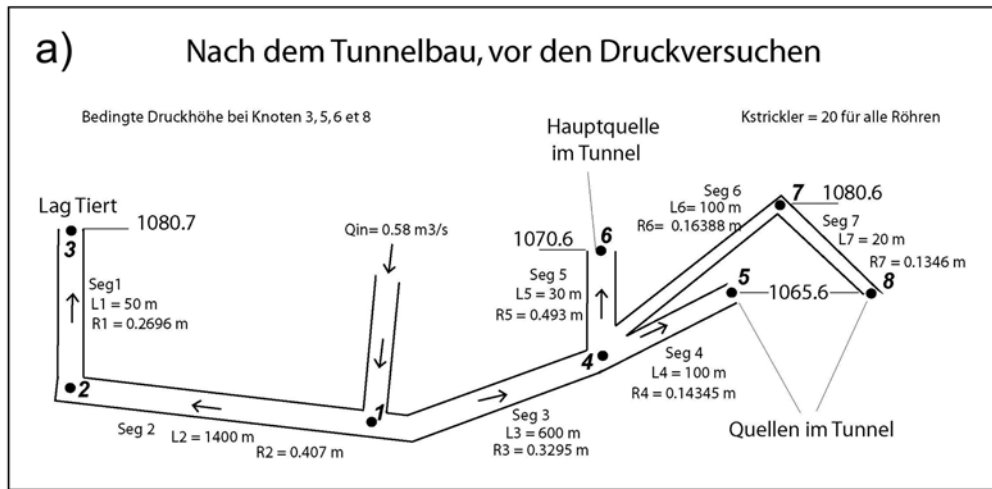 a)
Nach dem Tunnelbau, vor den Druckversuchen
Bedingte Druckhöhe bei Knoten 3, 5, 6 et 8
Kstrickler = 20 für alle Röhren
Hauptquelle
im Tunnel
Lag Tiert
1080.7
3
Qin= 0.58 m3/s
1070.6
6
Seg 6
L6= 100 m
R6= 0.16388 m
7
1080.6
Seg 7
L7 = 20 m
R7 = 0.1346 m
Seg1
L1 = 50 m
R1 = 0.2696 m
Seg 5
L5 = 30 m
R5 = 0.493 m
5
1065.6
8
4
Seg 4
L4 = 100 m
R4 = 0.14345 m
2
1
Seg 2
L2 = 1400 m
R2 = 0.407 m
Seg 3
L3 = 600 m
R3 = 0.3295 m
Quellen im Tunnel